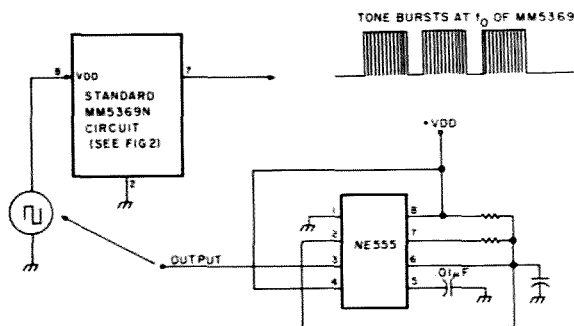 TONE BURSTS AT fO OF MM5369
8
VDD
7
STANDARD
MM5369N
CIRCUIT
(SEE FIG 2)
2
+VDD
OUTPUT
1
2
3
4
NE555
8
7
6
5
.01µF